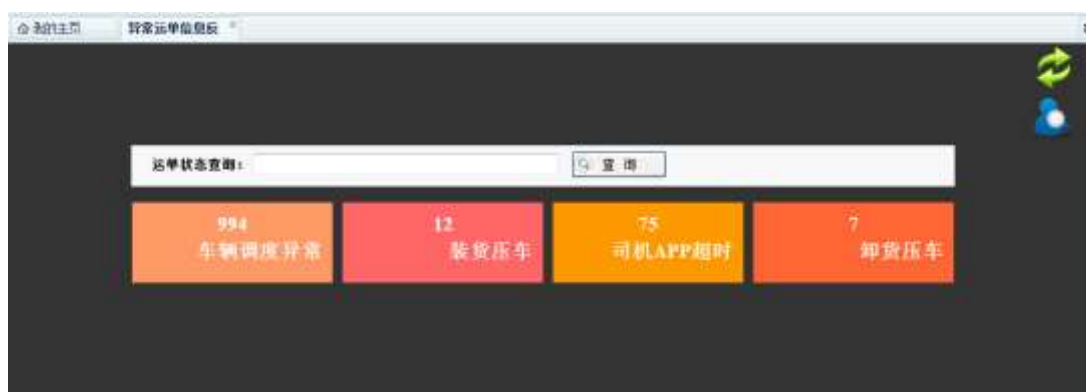 我的主页
异常运单信息板
运单状态查询:
查 询
994
车辆调度异常
12
装货压车
75
司机APP超时
7
卸货压车